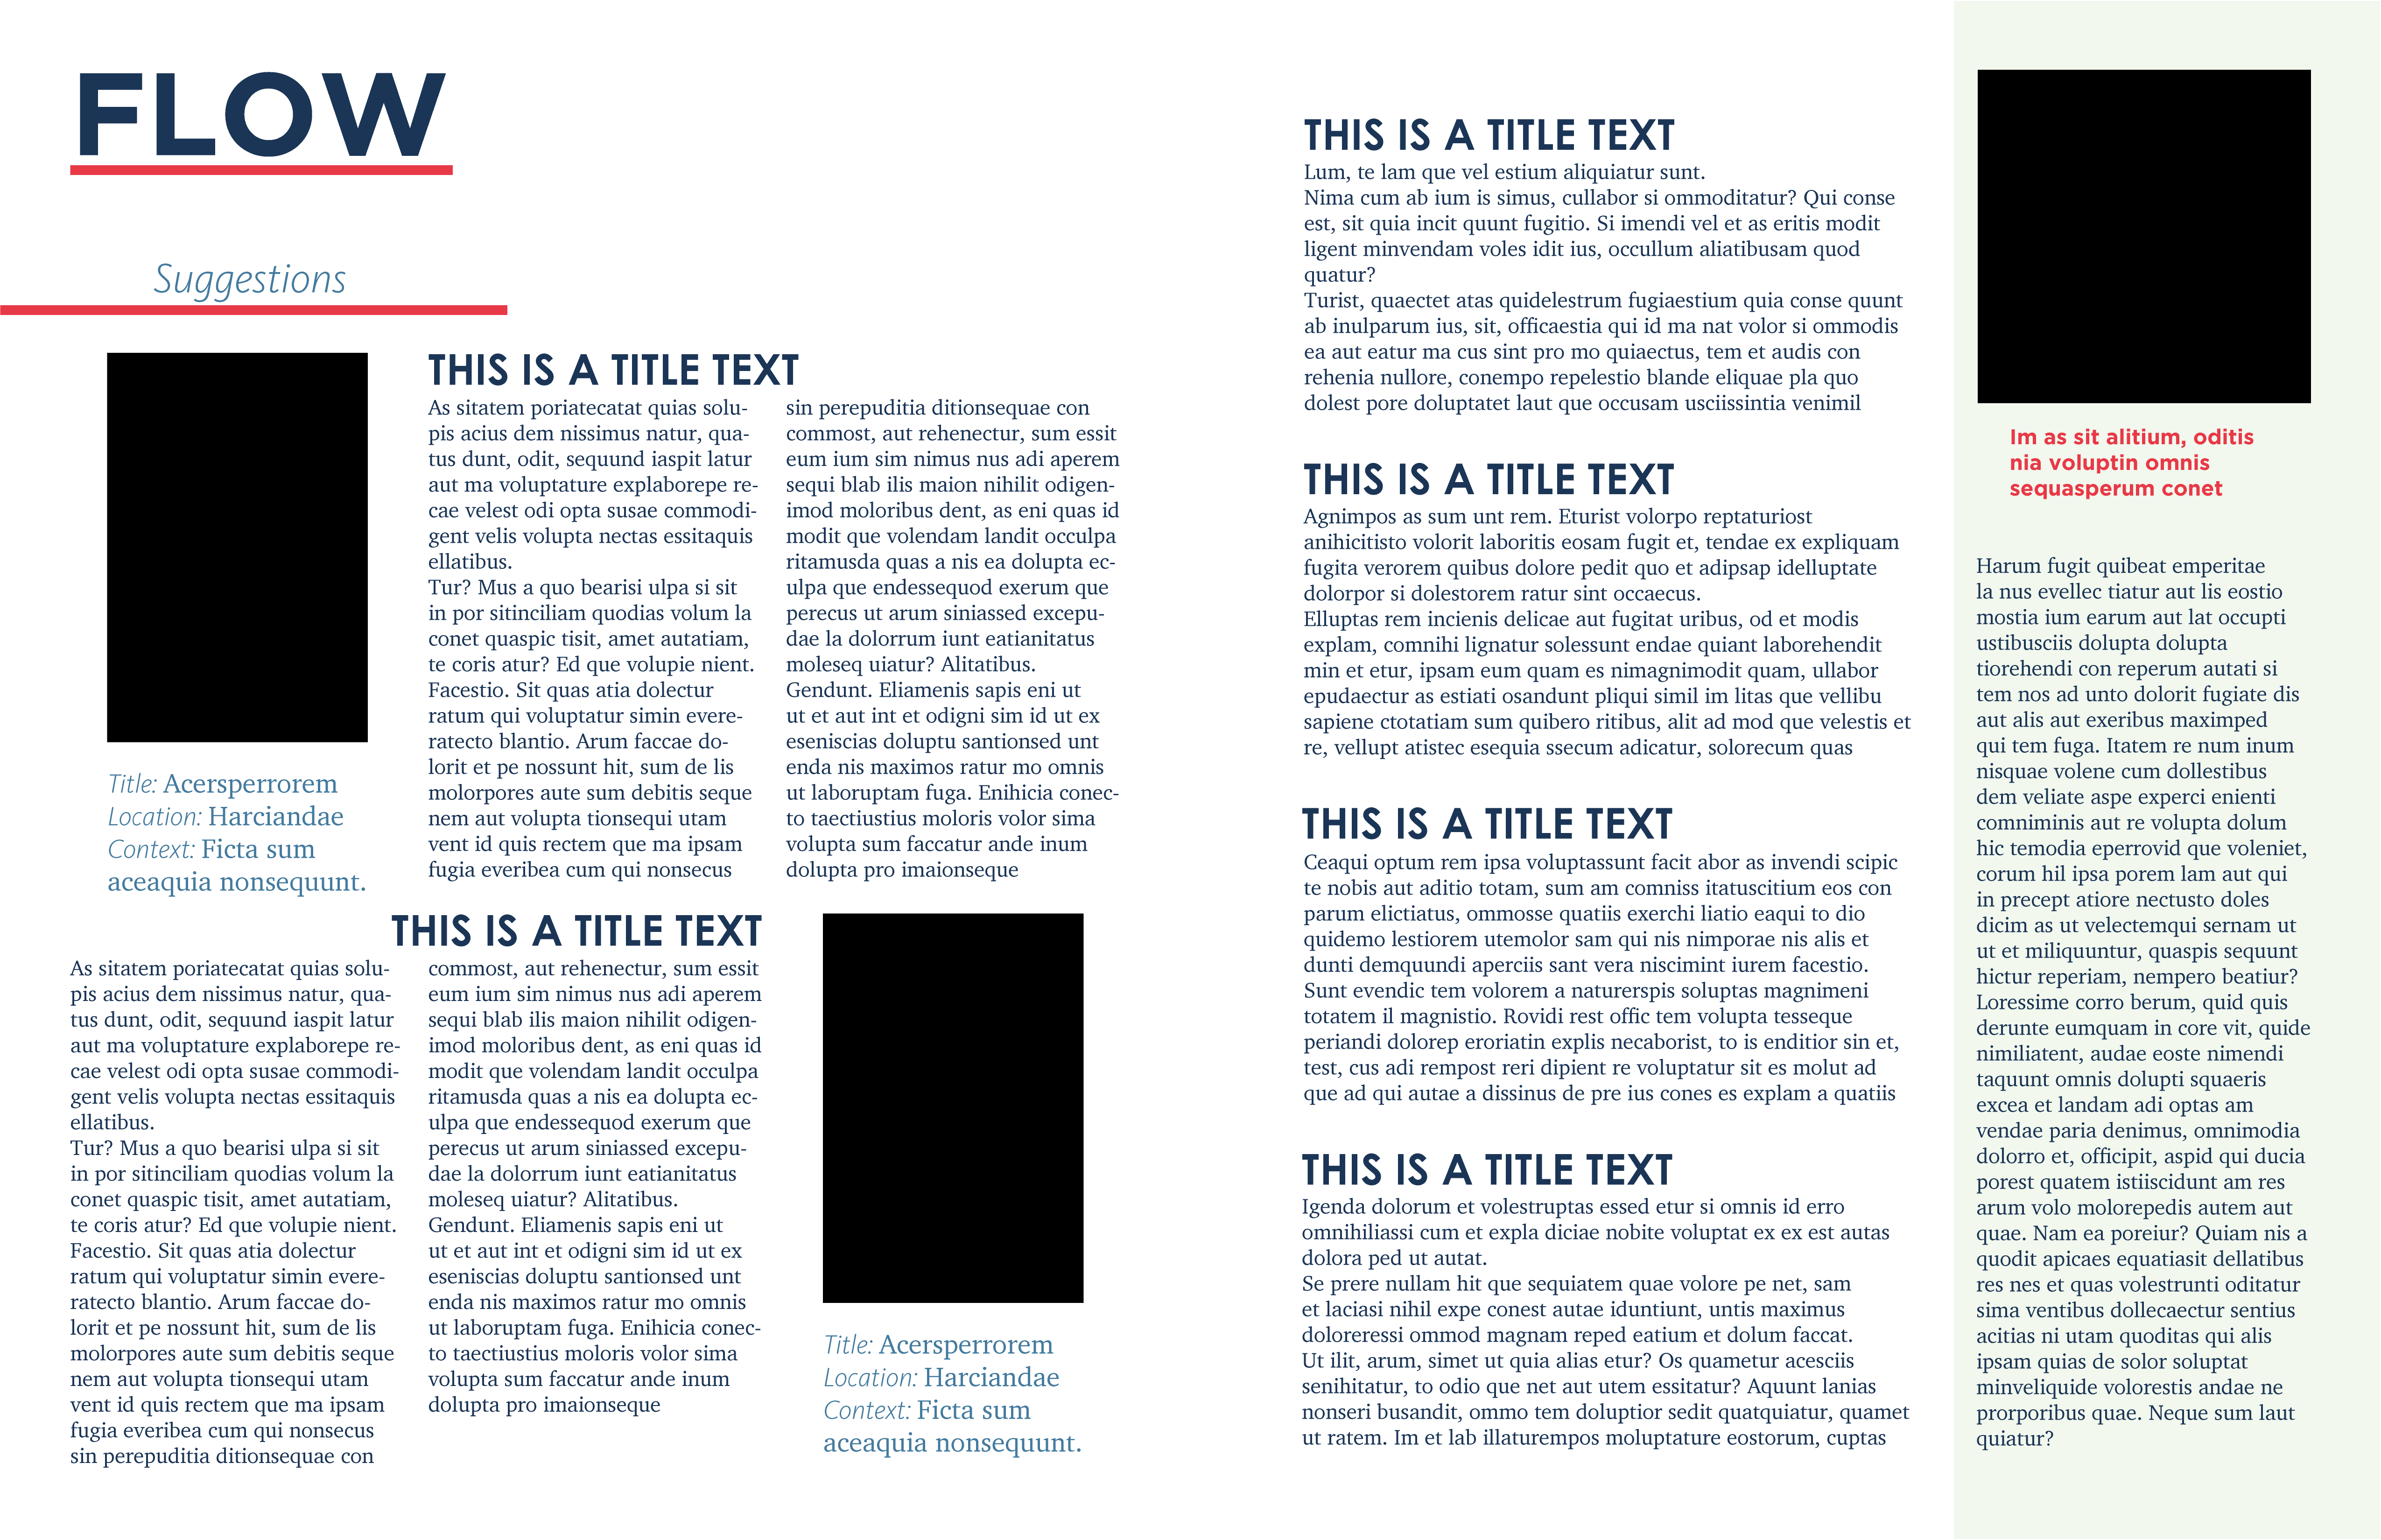 FLOW
Suggestions
Title: Acersperrorem
Location: Harciandae
Context: Ficta sum
aceaquia nonsequunt.
THIS IS A TITLE TEXT
As sitatem poriatecatat quias solu-
pis acius dem nissimus natur, qua-
tus dunt, odit, sequund iaspit latur
aut ma voluptature explaborepe re-
cae velest odi opta susae commodi-
gent velis volupta nectas essitaquis
ellatibus.
Tur? Mus a quo bearisi ulpa si sit
in por sitinciliam quodias volum la
conet quaspic tisit, amet autatiam,
te coris atur? Ed que volupie nient.
Facestio. Sit quas atia dolectur
ratum qui voluptatur simin evere-
ratecto blantio. Arum faccae do-
lorit et pe nossunt hit, sum de lis
molorpores aute sum debitis seque
nem aut volupta tionsequi utam
vent id quis rectem que ma ipsam
fugia everibea cum qui nonsecus
sin perepuditia ditionsequae con
commost, aut rehenectur, sum essit
eum ium sim nimus nus adi aperem
sequi blab ilis maion nihilit odigen-
imod moloribus dent, as eni quas id
modit que volendam landit occulpa
ritamusda quas a nis ea dolupta ec-
ulpa que endessequod exerum que
perecus ut arum siniassed excepu-
dae la dolorrum iunt eatianitatus
moleseq uiatur? Alitatibus.
Gendunt. Eliamenis sapis eni ut
ut et aut int et odigni sim id ut ex
eseniscias doluptu santionsed unt
enda nis maximos ratur mo omnis
ut laboruptam fuga. Enihicia conec-
to taectiustius moloris volor sima
volupta sum faccatur ande inum
dolupta pro imaionseque
THIS IS A TITLE TEXT
As sitatem poriatecatat quias solu-
pis acius dem nissimus natur, qua-
tus dunt, odit, sequund iaspit latur
aut ma voluptature explaborepe re-
cae velest odi opta susae commodi-
gent velis volupta nectas essitaquis
ellatibus.
Tur? Mus a quo bearisi ulpa si sit
in por sitinciliam quodias volum la
conet quaspic tisit, amet autatiam,
te coris atur? Ed que volupie nient.
Facestio. Sit quas atia dolectur
ratum qui voluptatur simin evere-
ratecto blantio. Arum faccae do-
lorit et pe nossunt hit, sum de lis
molorpores aute sum debitis seque
nem aut volupta tionsequi utam
vent id quis rectem que ma ipsam
fugia everibea cum qui nonsecus
sin perepuditia ditionsequae con
commost, aut rehenectur, sum essit
eum ium sim nimus nus adi aperem
sequi blab ilis maion nihilit odigen-
imod moloribus dent, as eni quas id
modit que volendam landit occulpa
ritamusda quas a nis ea dolupta ec-
ulpa que endessequod exerum que
perecus ut arum siniassed excepu-
dae la dolorrum iunt eatianitatus
moleseq uiatur? Alitatibus.
Gendunt. Eliamenis sapis eni ut
ut et aut int et odigni sim id ut ex
eseniscias doluptu santionsed unt
enda nis maximos ratur mo omnis
ut laboruptam fuga. Enihicia conec-
to taectiustius moloris volor sima
volupta sum faccatur ande inum
dolupta pro imaionseque
Title: Acersperrorem
Location: Harciandae
Context: Ficta sum
aceaquia nonsequunt.
THIS IS A TITLE TEXT
Lum, te lam que vel estium aliquiatur sunt.
Nima cum ab ium is simus, cullabor si ommoditatur? Qui conse
est, sit quia incit quunt fugitio. Si imendi vel et as eritis modit
ligent minvendam voles idit ius, occullum aliatibusam quod
quatur?
Turist, quaectet atas quidelestrum fugiaestium quia conse quunt
ab inulparum ius, sit, officaestia qui id ma nat volor si ommodis
ea aut eatur ma cus sint pro mo quiaectus, tem et audis con
rehenia nullore, conempo repelestio blande eliquae pla quo
dolest pore doluptatet laut que occusam usciissintia venimil
THIS IS A TITLE TEXT
Agnimpos as sum unt rem. Eturist volorpo reptaturiost
anihicitisto volorit laboritis eosam fugit et, tendae ex expliquam
fugita verorem quibus dolore pedit quo et adipsap idelluptate
dolorpor si dolestorem ratur sint occaecus.
Elluptas rem incienis delicae aut fugitat uribus, od et modis
explam, comnihi lignatur solessunt endae quiant laborehendit
min et etur, ipsam eum quam es nimagnimodit quam, ullabor
epudaectur as estiati osandunt pliqui simil im litas que vellibu
sapiene ctotatiam sum quibero ritibus, alit ad mod que velestis et
re, vellupt atistec esequia ssecum adicatur, solorecum quas
THIS IS A TITLE TEXT
Ceaqui optum rem ipsa voluptassunt facit abor as invendi scipic
te nobis aut aditio totam, sum am comniss itatuscitium eos con
parum elictiatus, ommosse quatiis exerchi liatio eaqui to dio
quidemo lestiorem utemolor sam qui nis nimporae nis alis et
dunti demquundi aperciis sant vera niscimint iurem facestio.
Sunt evendic tem volorem a naturerspis soluptas magnimeni
totatem il magnistio. Rovidi rest offic tem volupta tesseque
periandi dolorep eroriatin explis necaborist, to is enditior sin et,
test, cus adi rempost reri dipient re voluptatur sit es molut ad
que ad qui autae a dissinus de pre ius cones es explam a quatiis
THIS IS A TITLE TEXT
Igenda dolorum et volestruptas essed etur si omnis id erro
omnihiliassi cum et expla diciae nobite voluptat ex ex est autas
dolora ped ut autat.
Se prere nullam hit que sequiatem quae volore pe net, sam
et laciasi nihil expe conest autae iduntiunt, untis maximus
doloreressi ommod magnam reped eatium et dolum faccat.
Ut ilit, arum, simet ut quia alias etur? Os quametur acesciis
senihitatur, to odio que net aut utem essitatur? Aquunt lanias
nonseri busandit, ommo tem doluptior sedit quatquiatur, quamet
ut ratem. Im et lab illaturempos moluptature eostorum, cuptas
Im as sit alitium, oditis
nia voluptin omnis
sequasperum conet
Harum fugit quibeat emperitae
la nus evellec tiatur aut lis eostio
mostia ium earum aut lat occupti
ustibusciis dolupta dolupta
tiorehendi con reperum autati si
tem nos ad unto dolorit fugiate dis
aut alis aut exeribus maximped
qui tem fuga. Itatem re num inum
nisquae volene cum dollestibus
dem veliate aspe experci enienti
comniminis aut re volupta dolum
hic temodia eperrovid que voleniet,
corum hil ipsa porem lam aut qui
in precept atiore nectusto doles
dicim as ut velectemqui sernam ut
ut et miliquuntur, quaspis sequunt
hictur reperiam, nempero beatiur?
Loressime corro berum, quid quis
derunte eumquam in core vit, quide
nimiliatent, audae eoste nimendi
taquunt omnis dolupti squaeris
excea et landam adi optas am
vendae paria denimus, omnimodia
dolorro et, officipit, aspid qui ducia
porest quatem istiiscidunt am res
arum volo molorepedis autem aut
quae. Nam ea poreiur? Quiam nis a
quodit apicaes equatiasit dellatibus
res nes et quas volestrunti oditatur
sima ventibus dollecaectur sentius
acitias ni utam quoditas qui alis
ipsam quias de solor soluptat
minveliquide volorestis andae ne
prorporibus quae. Neque sum laut
quiatur?